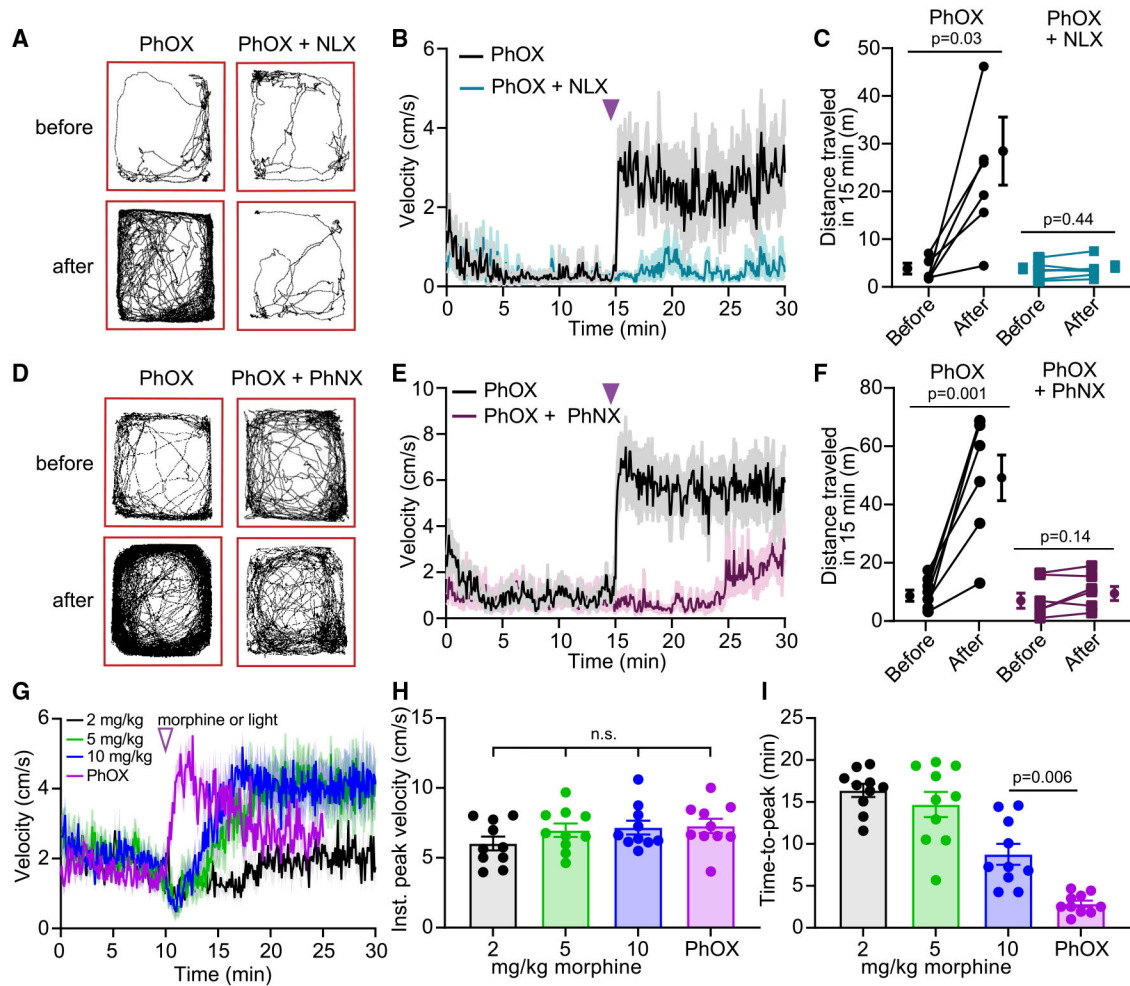 A
PhOX
PhOX + NLX
before
after
B
6
4
2
0
Velocity (cm/s)
PhOX
PhOX + NLX
0
5
10
15
20
25
30
Time (min)
C
PhOX
PhOX
+ NLX
p=0.03
p=0.44
50
40
30
20
10
0
Distance traveled
in 15 min (m)
Before
After
Before
After
D
PhOX
PhOX + PhNX
before
after
E
10
8
6
4
2
0
Velocity (cm/s)
PhOX
PhOX + PhNX
0
5
10
15
20
25
30
Time (min)
F
PhOX
PhOX
+ PhNX
p=0.001
p=0.14
80
60
40
20
0
Distance traveled
in 15 min (m)
Before
After
Before
After
G
6
4
2
0
Velocity (cm/s)
2 mg/kg
5 mg/kg
10 mg/kg
PhOX
morphine or light
0
5
10
15
20
25
30
Time (min)
H
15
10
5
0
Inst. peak velocity (cm/s)
n.s.
2
5
10
PhOX
mg/kg morphine
I
25
20
15
10
5
0
Time-to-peak (min)
p=0.006
2
5
10
PhOX
mg/kg morphine